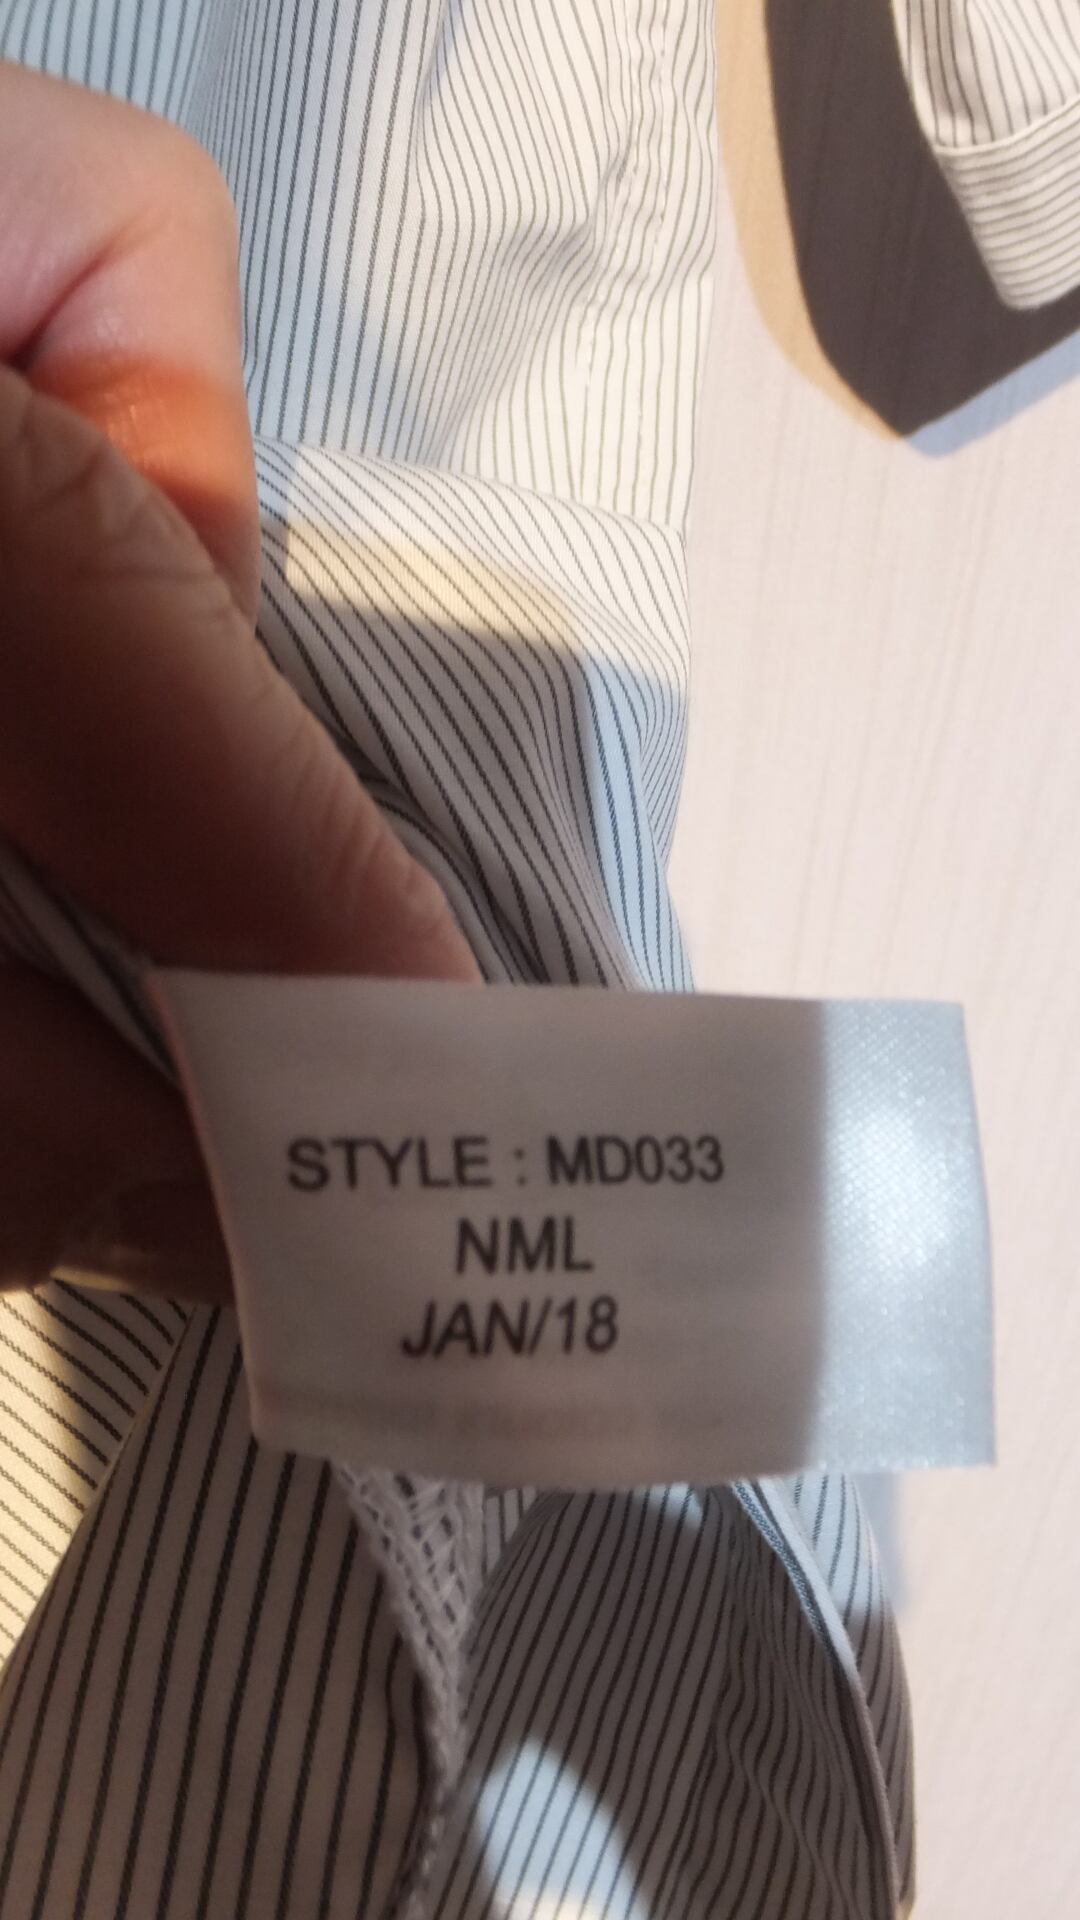 STYLE : MD033
NML
JAN/18